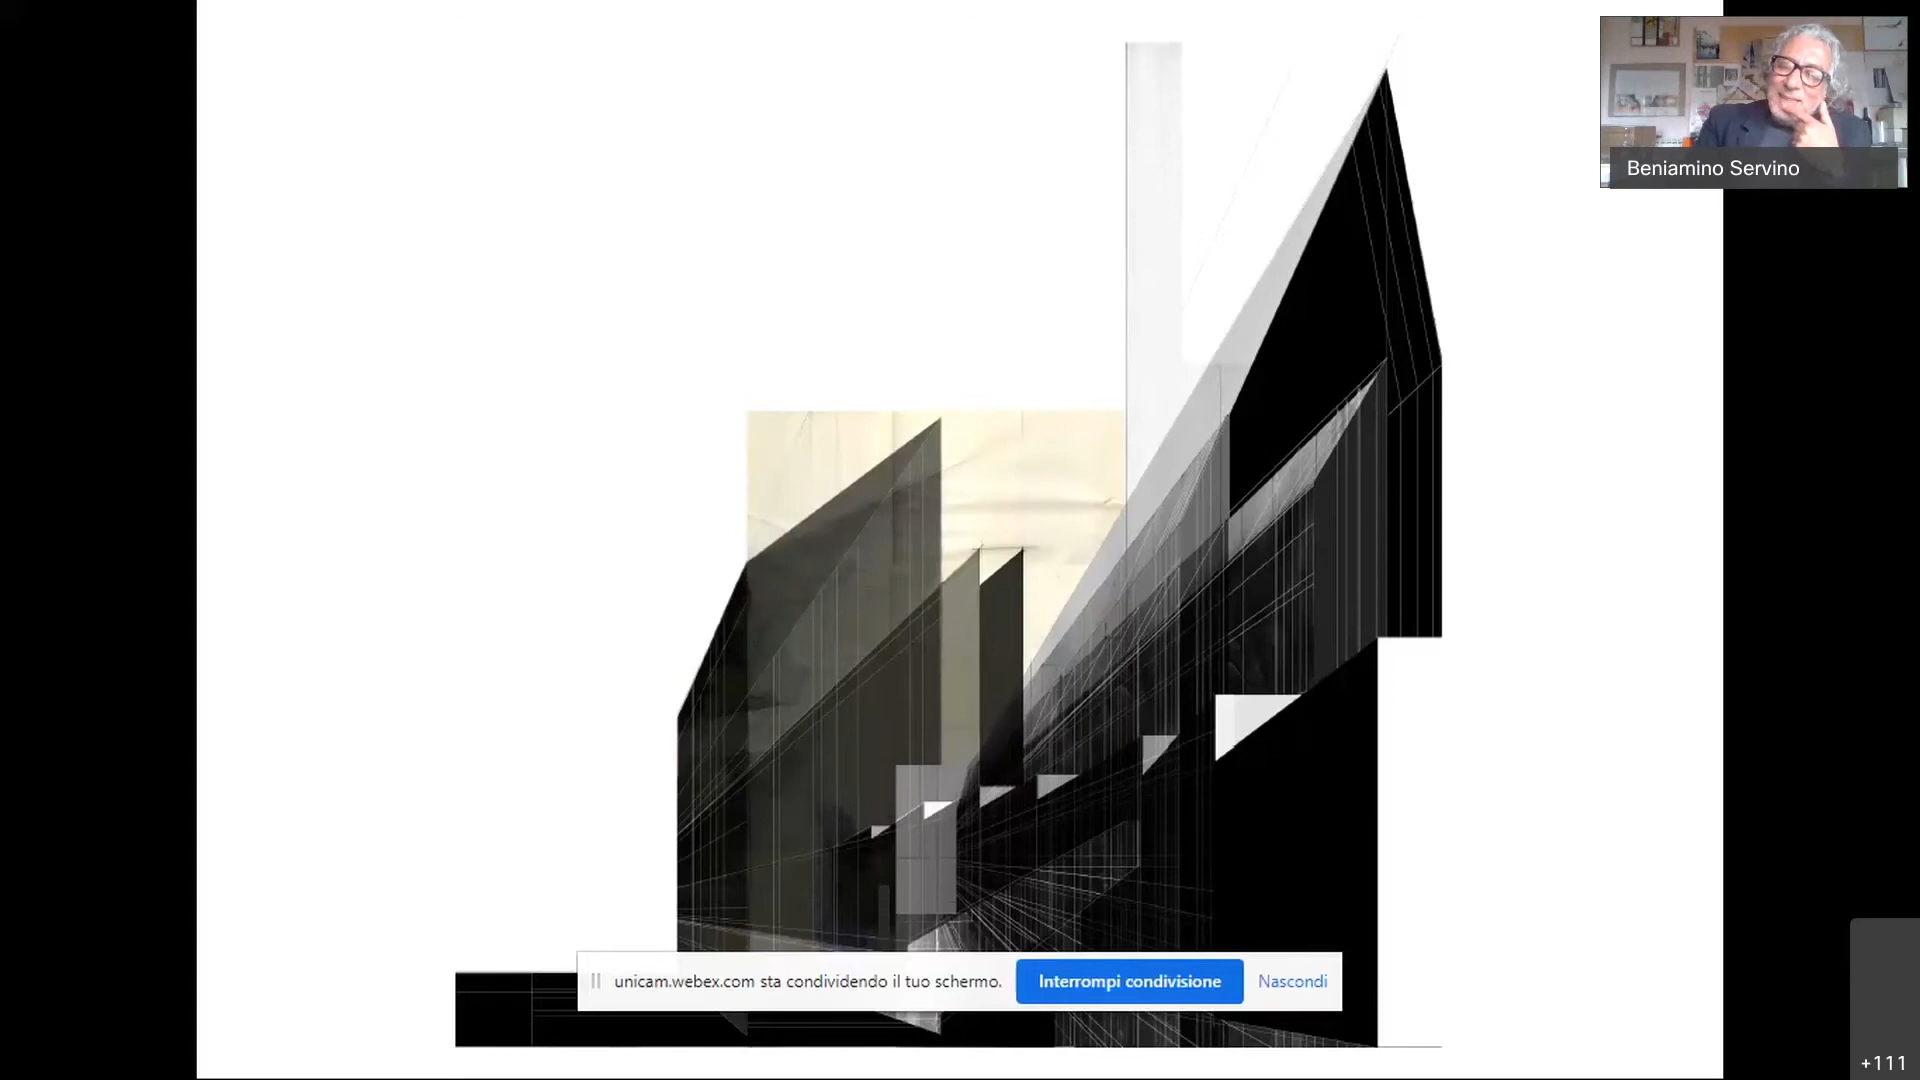 Beniamino Servino
unicam.webex.com sta condividendo il tuo schermo. Interrompi condivisione Nascondi
+111